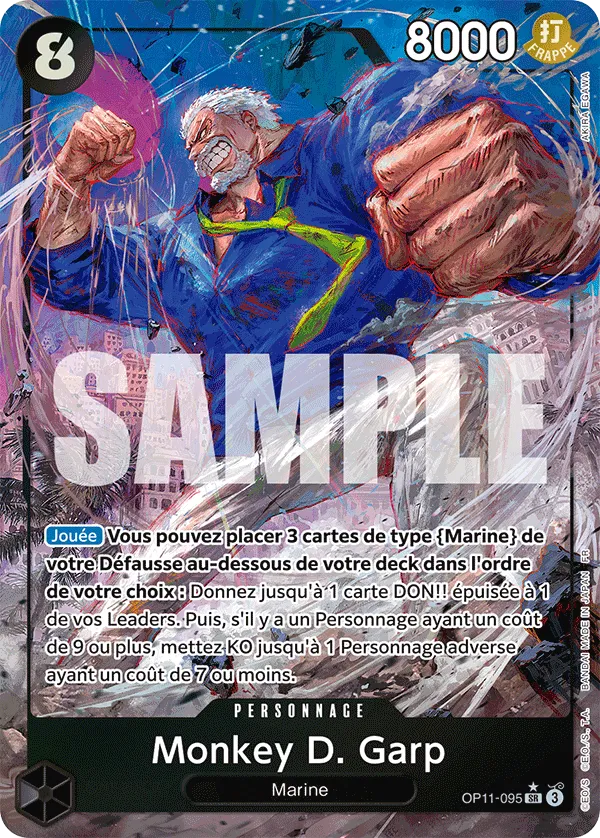 8
8000
打
FRAPPE
AKIRA EGAWA
SAMPLE
Jouée Vous pouvez placer 3 cartes de type {Marine} de
votre Défausse au-dessous de votre deck dans l'ordre
de votre choix : Donnez jusqu'à 1 carte DON!! épuisée à 1
de vos Leaders. Puis, s'il y a un Personnage ayant un coût
de 9 ou plus, mettez KO jusqu'à 1 Personnage adverse
ayant un coût de 7 ou moins.
PERSONNAGE
Monkey D. Garp
Marine
OP11-095 SR 3
©EO/S ©E.O./S., T.A. BANDAI MADE IN JAPAN FR